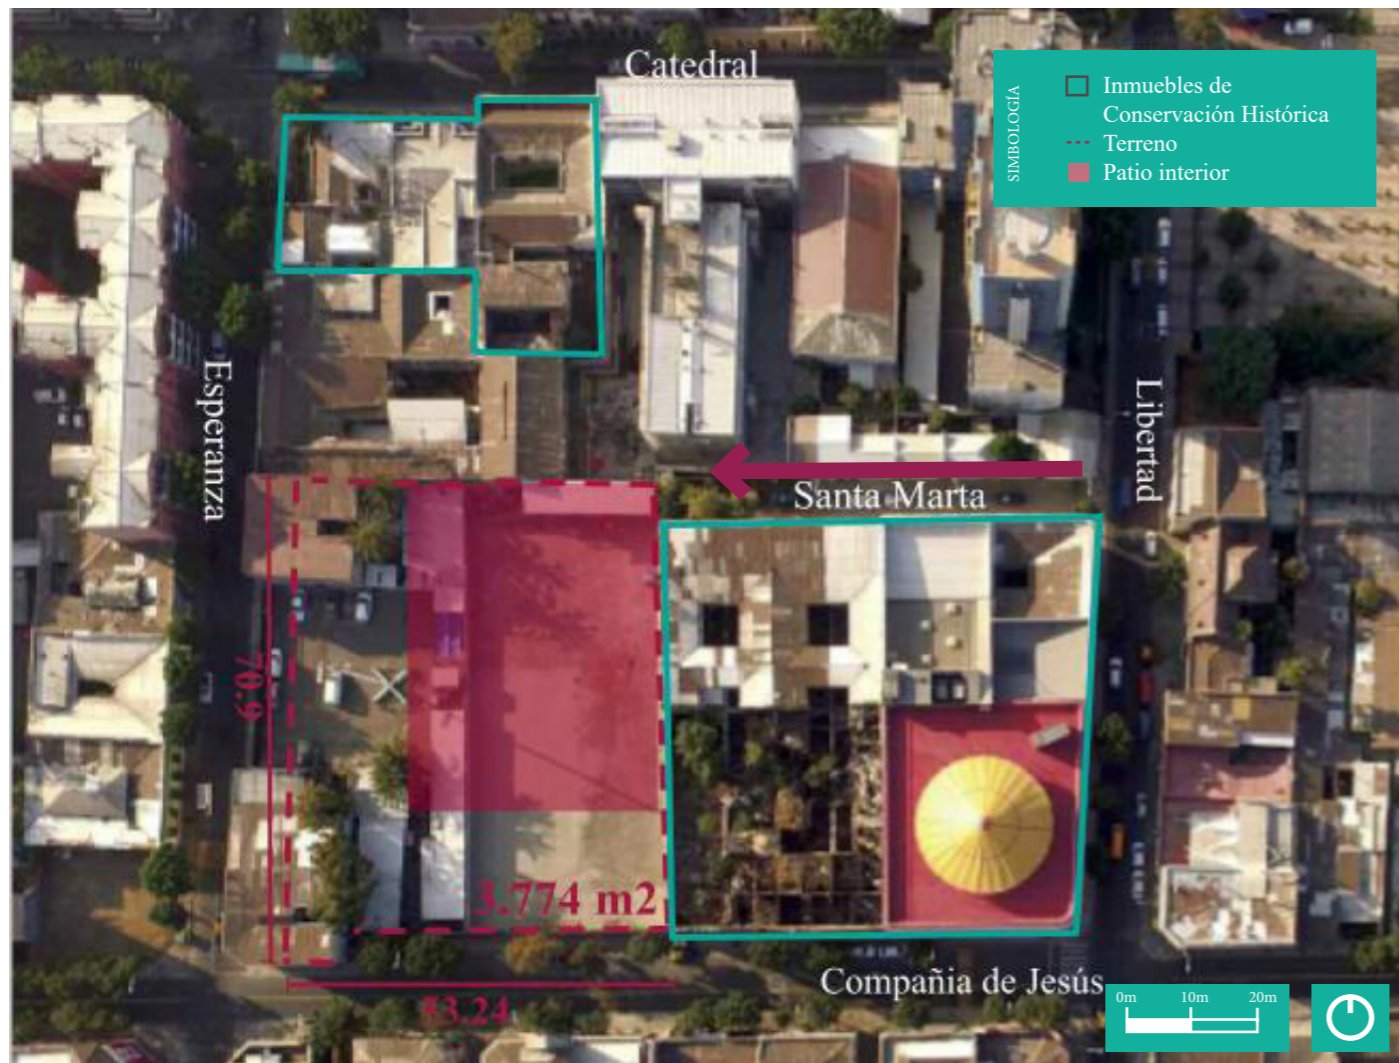 Catedral
SIMBOLOGÍA
Inmuebles de
Conservación Histórica
Terreno
Patio interior
Esperanza
Libertad
Santa Marta
70.9
3.774 m2
Compañia de Jesús
53.24
0m 10m 20m